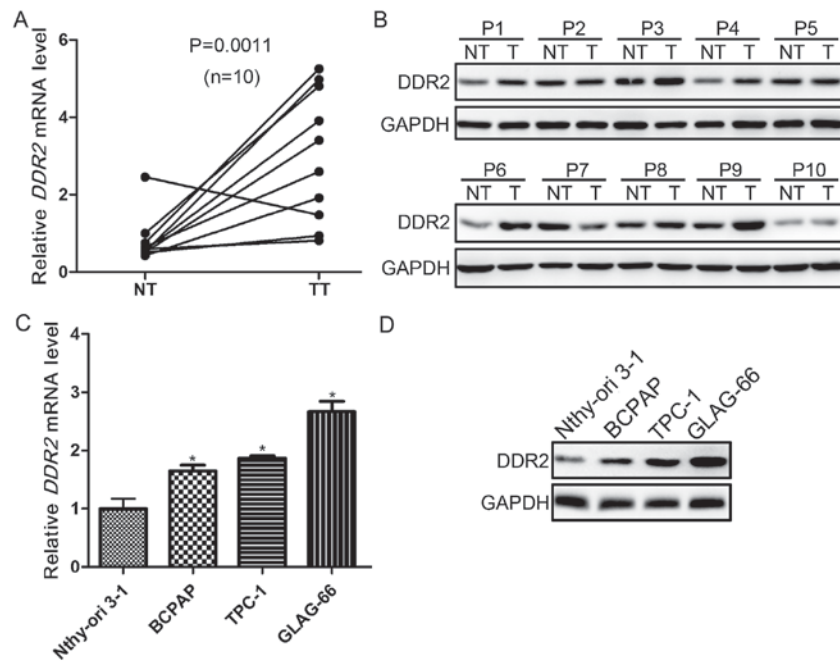 A
Relative DDR2 mRNA level
6
4
2
0
P=0.0011
(n=10)
NT TT
B
P1 P2 P3 P4 P5
NT T NT T NT T NT T NT T
DDR2
GAPDH
P6 P7 P8 P9 P10
NT T NT T NT T NT T NT T
DDR2
GAPDH
C
Relative DDR2 mRNA level
4
3
2
1
0
* * *
Nthy-ori 3-1 BCPAP TPC-1 GLAG-66
D
Nthy-ori 3-1 BCPAP TPC-1 GLAG-66
DDR2
GAPDH